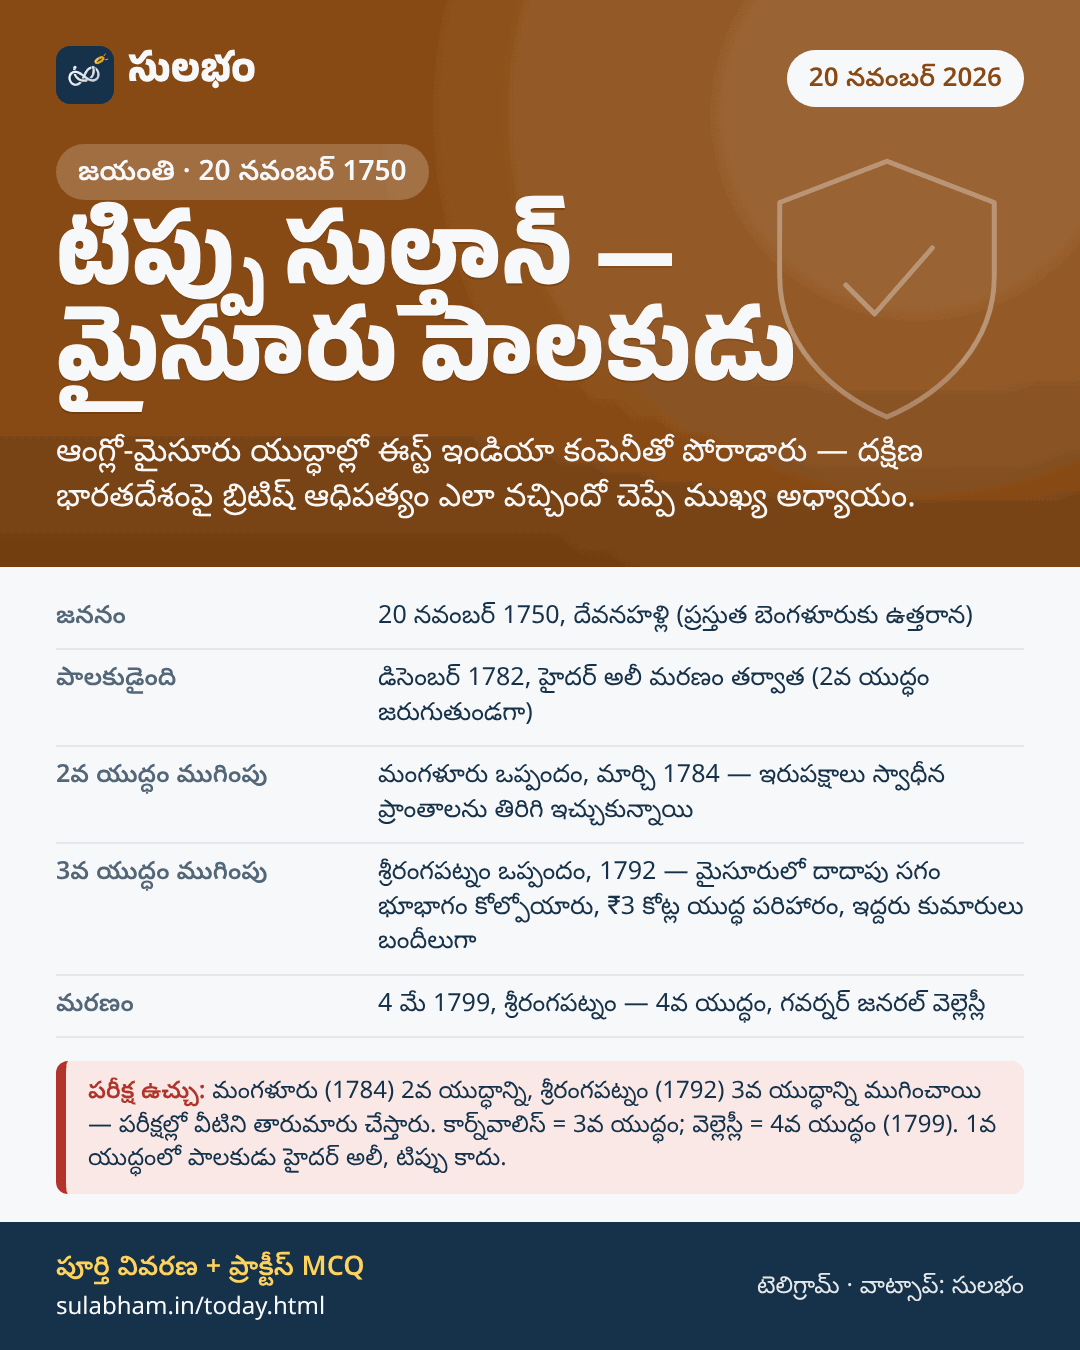 సులభం
20 నవంబర్ 2026
జయంతి · 20 నవంబర్ 1750
టిప్పు సుల్తాన్ —
మైసూరు పాలకుడు
ఆంగ్లో-మైసూరు యుద్ధాల్లో ఈస్ట్ ఇండియా కంపెనీతో పోరాడారు — దక్షిణ
భారతదేశంపై బ్రిటిష్ ఆధిపత్యం ఎలా వచ్చిందో చెప్పే ముఖ్య అధ్యాయం.
జననం
20 నవంబర్ 1750, దేవనహళ్లి (ప్రస్తుత బెంగళూరుకు ఉత్తరాన)
పాలకుడైంది
డిసెంబర్ 1782, హైదర్ అలీ మరణం తర్వాత (2వ యుద్ధం
జరుగుతుండగా)
2వ యుద్ధం ముగింపు
మంగళూరు ఒప్పందం, మార్చి 1784 — ఇరుపక్షాలు స్వాధీన
ప్రాంతాలను తిరిగి ఇచ్చుకున్నాయి
3వ యుద్ధం ముగింపు
శ్రీరంగపట్నం ఒప్పందం, 1792 — మైసూరులో దాదాపు సగం
భూభాగం కోల్పోయారు, ₹3 కోట్ల యుద్ధ పరిహారం, ఇద్దరు కుమారులు
బందీలుగా
మరణం
4 మే 1799, శ్రీరంగపట్నం — 4వ యుద్ధం, గవర్నర్ జనరల్ వెల్లెస్లీ
పరీక్ష ఉచ్చు: మంగళూరు (1784) 2వ యుద్ధాన్ని, శ్రీరంగపట్నం (1792) 3వ యుద్ధాన్ని ముగించాయి
— పరీక్షల్లో వీటిని తారుమారు చేస్తారు. కార్న్‌వాలిస్ = 3వ యుద్ధం; వెల్లెస్లీ = 4వ యుద్ధం (1799). 1వ
యుద్ధంలో పాలకుడు హైదర్ అలీ, టిప్పు కాదు.
పూర్తి వివరణ + ప్రాక్టీస్ MCQ
sulabham.in/today.html
టెలిగ్రామ్ · వాట్సాప్: సులభం